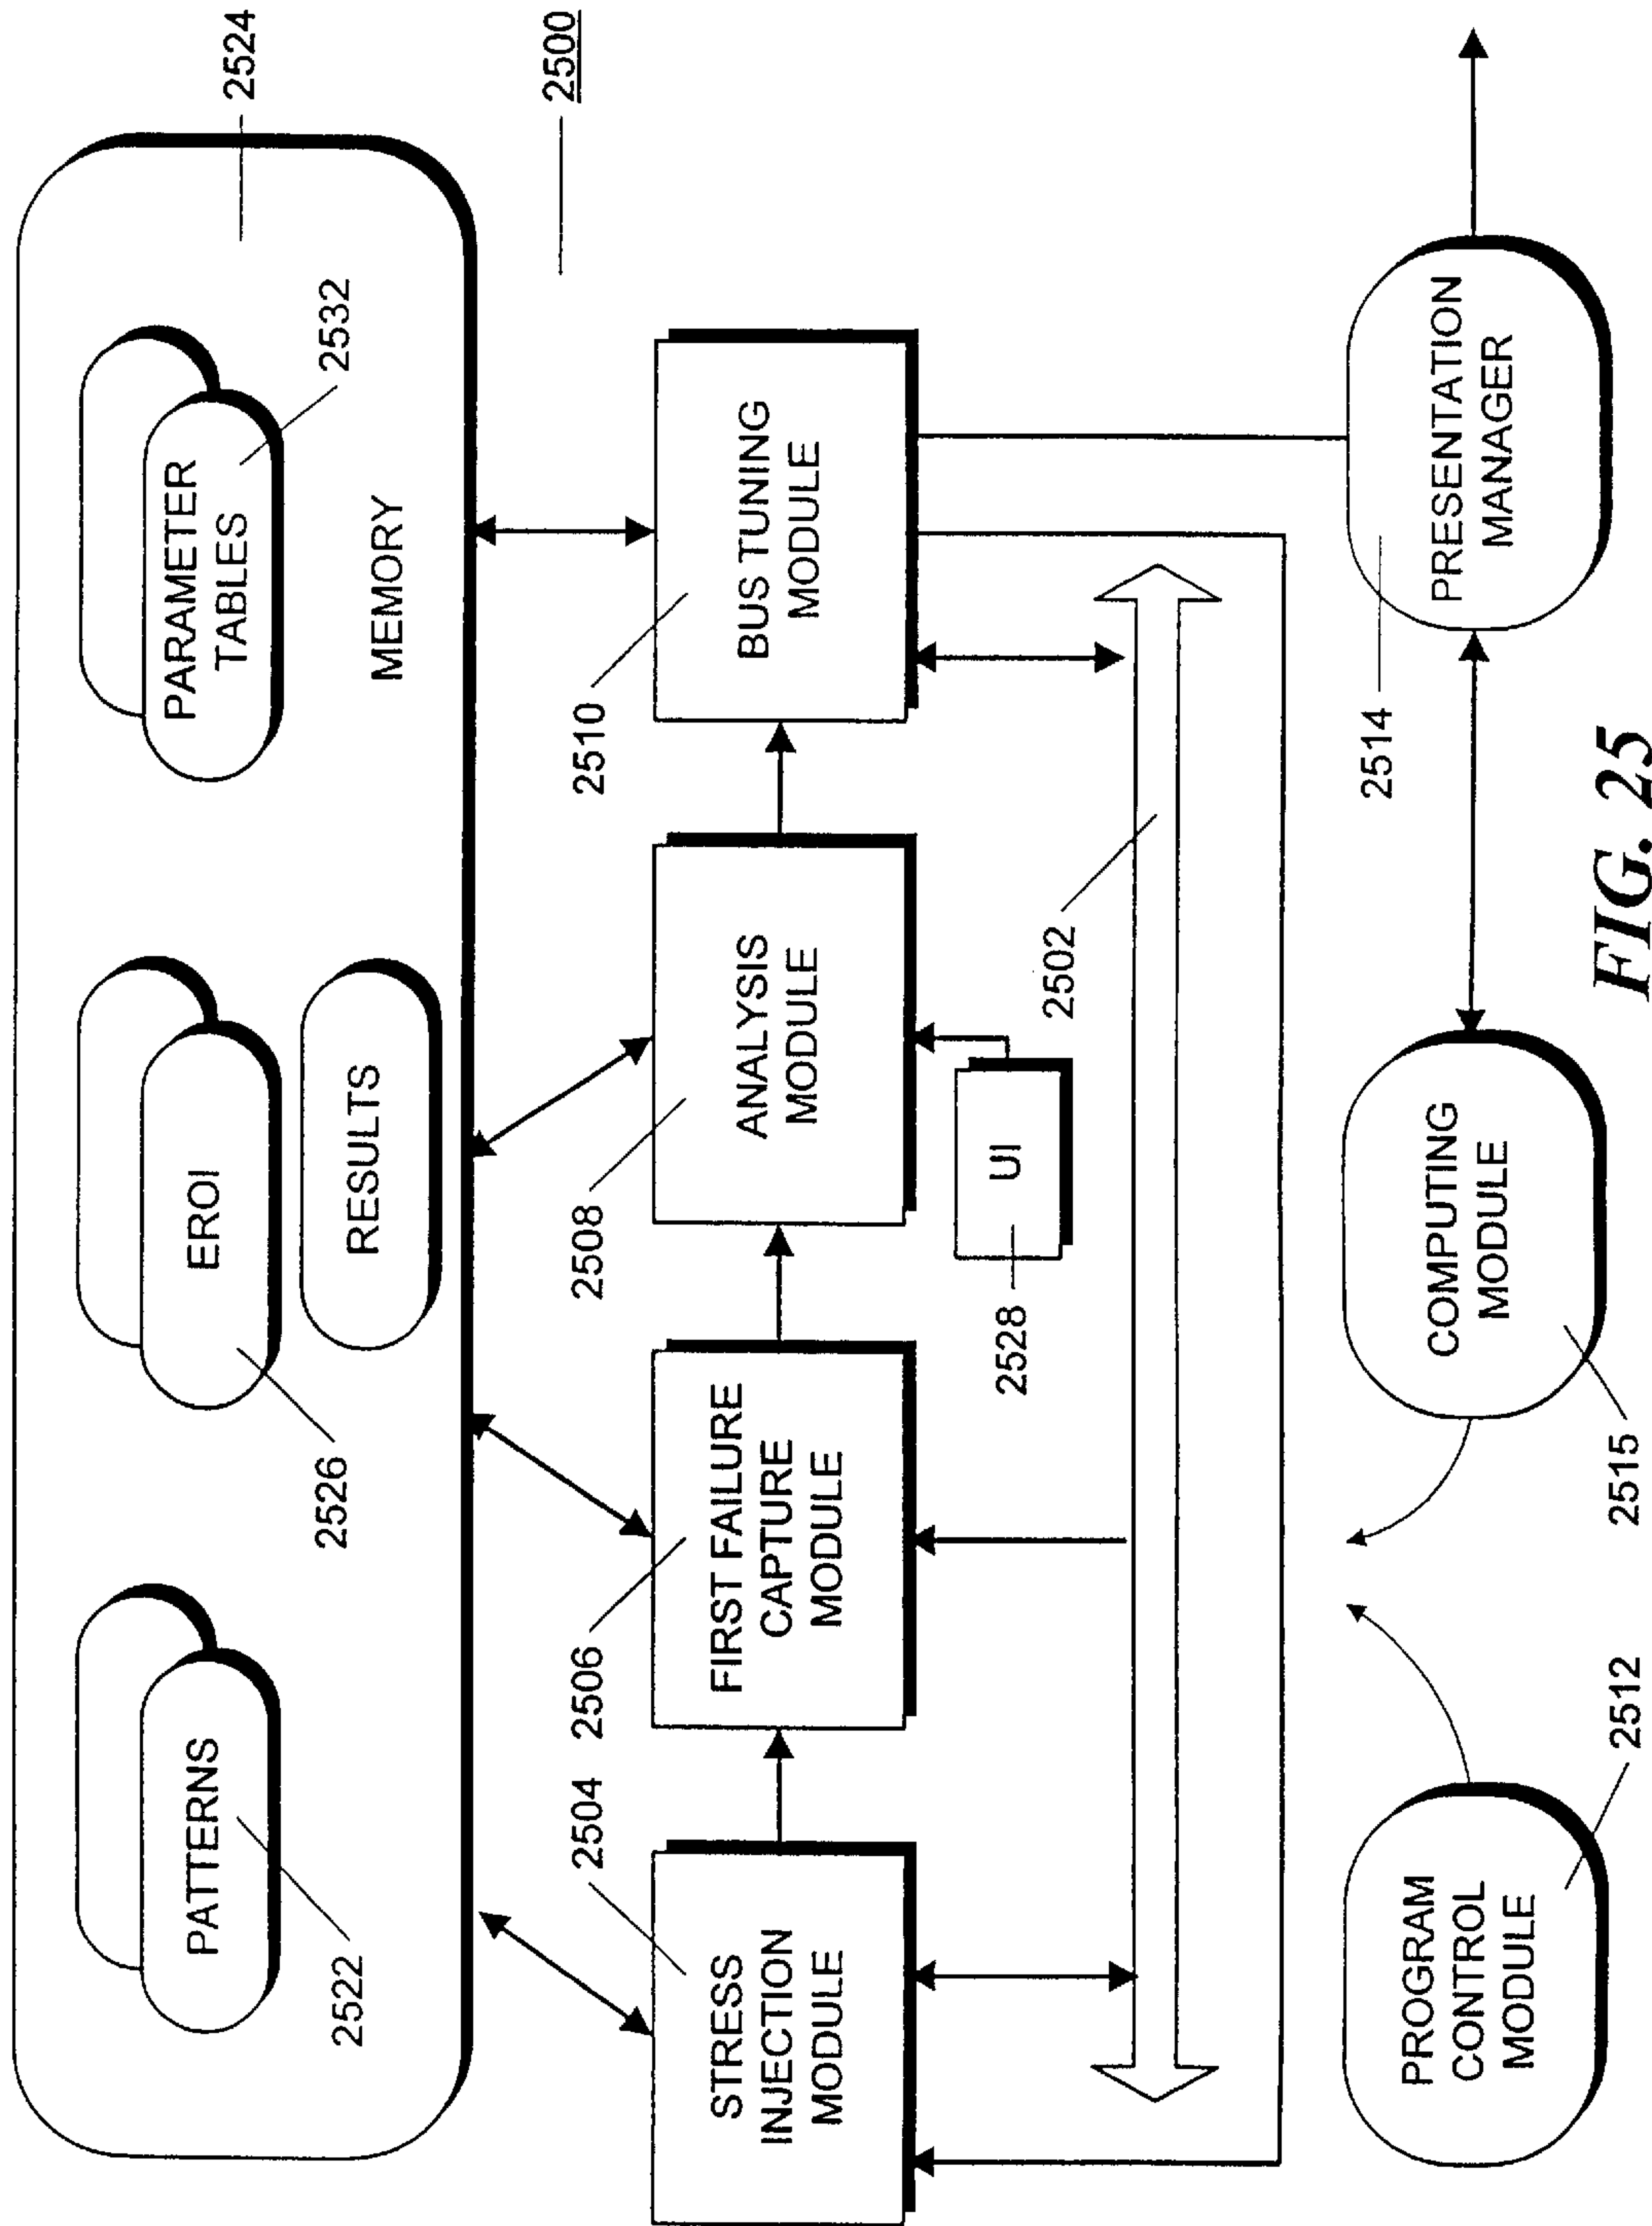 2524
2500
PATTERNS
2522
EROI
2526
RESULTS
PARAMETER
TABLES
2532
MEMORY
STRESS
INJECTION
MODULE
2504
FIRST FAILURE
CAPTURE
MODULE
2506
ANALYSIS
MODULE
2508
BUS TUNING
MODULE
2510
UI
2528
2502
PROGRAM
CONTROL
MODULE
2512
COMPUTING
MODULE
2515
PRESENTATION
MANAGER
2514
FIG. 25